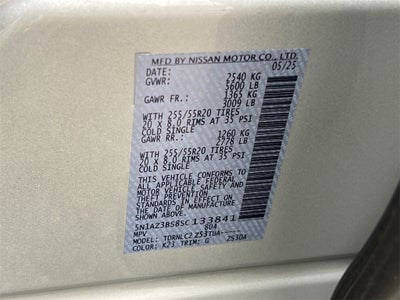 MFD BY NISSAN MOTOR CO., LTD.
DATE: 05/25
GVWR: 2540 KG
5600 LB
GAWR FR.: 1365 KG
3009 LB
WITH 255/55R20 TIRES
20 X 8.0 RIMS AT 35 PSI
COLD SINGLE
GAWR RR.: 1260 KG
2778 LB
WITH 255/55R20 TIRES
20 X 8.0 RIMS AT 35 PSI
COLD SINGLE
THIS VEHICLE CONFORMS TO ALL
APPLICABLE U.S. FEDERAL MOTOR
VEHICLE SAFETY, BUMPER, AND
THEFT PREVENTION
STANDARDS IN EFFECT ON THE
DATE OF MANUFACTURE SHOWN
ABOVE.
5N1AZ3BS8SC133841
MPV 804
MODEL:
COLOR: K23 TRIM: G